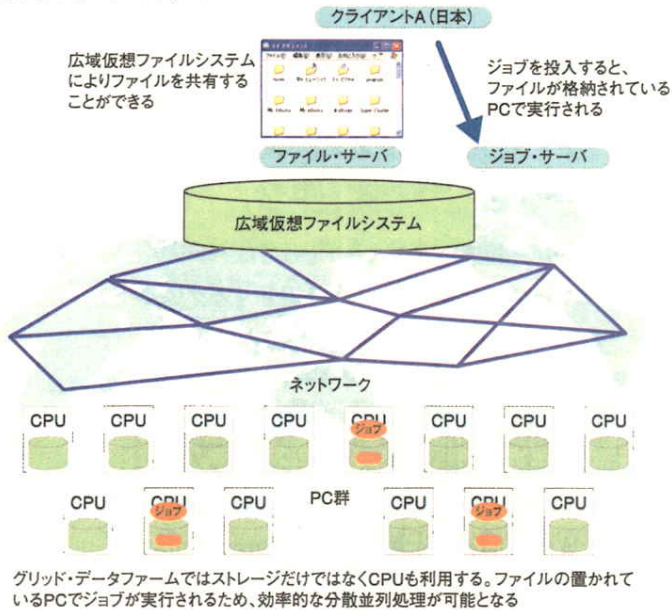 クライアントA(日本)
広域仮想ファイルシステム
によりファイルを共有する
ことができる
ジョブを投入すると、
ファイルが格納されている
PCで実行される
ファイル・サーバ
ジョブ・サーバ
広域仮想ファイルシステム
ネットワーク
CPU CPU CPU CPU CPU CPU CPU CPU
ジョブ
CPU CPU CPU PC群 CPU CPU CPU
ジョブ ジョブ
グリッド・データファームではストレージだけではなくCPUも利用する。ファイルの置かれて
いるPCでジョブが実行されるため、効率的な分散並列処理が可能となる